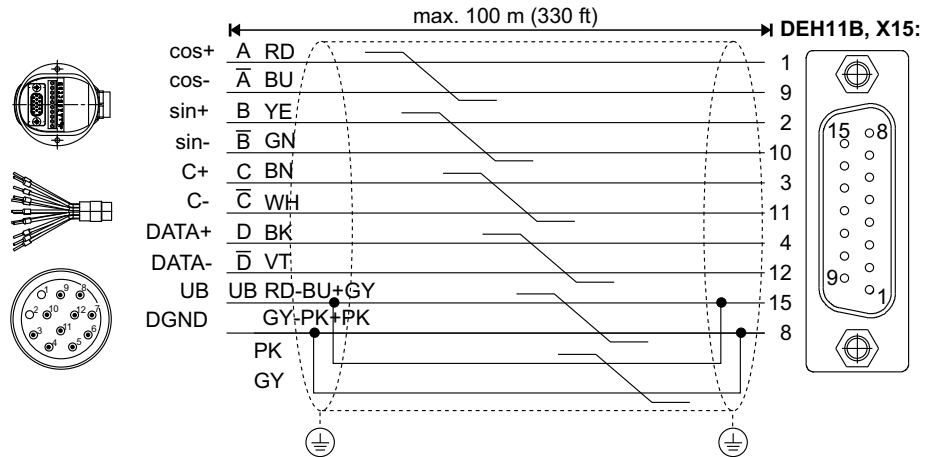 max. 100 m (330 ft)
DEH11B, X15:
cos+ A RD 1
cos- A̅ BU 9
sin+ B YE 2
sin- B̅ GN 10
C+ C BN 3
C- C̅ WH 11
DATA+ D BK 4
DATA- D̅ VT 12
UB UB RD-BU+GY 15
DGND GY-PK+PK 8
PK
GY
15 8
9 1
1 9 8
2 10 12 7
3 11 6
4 5